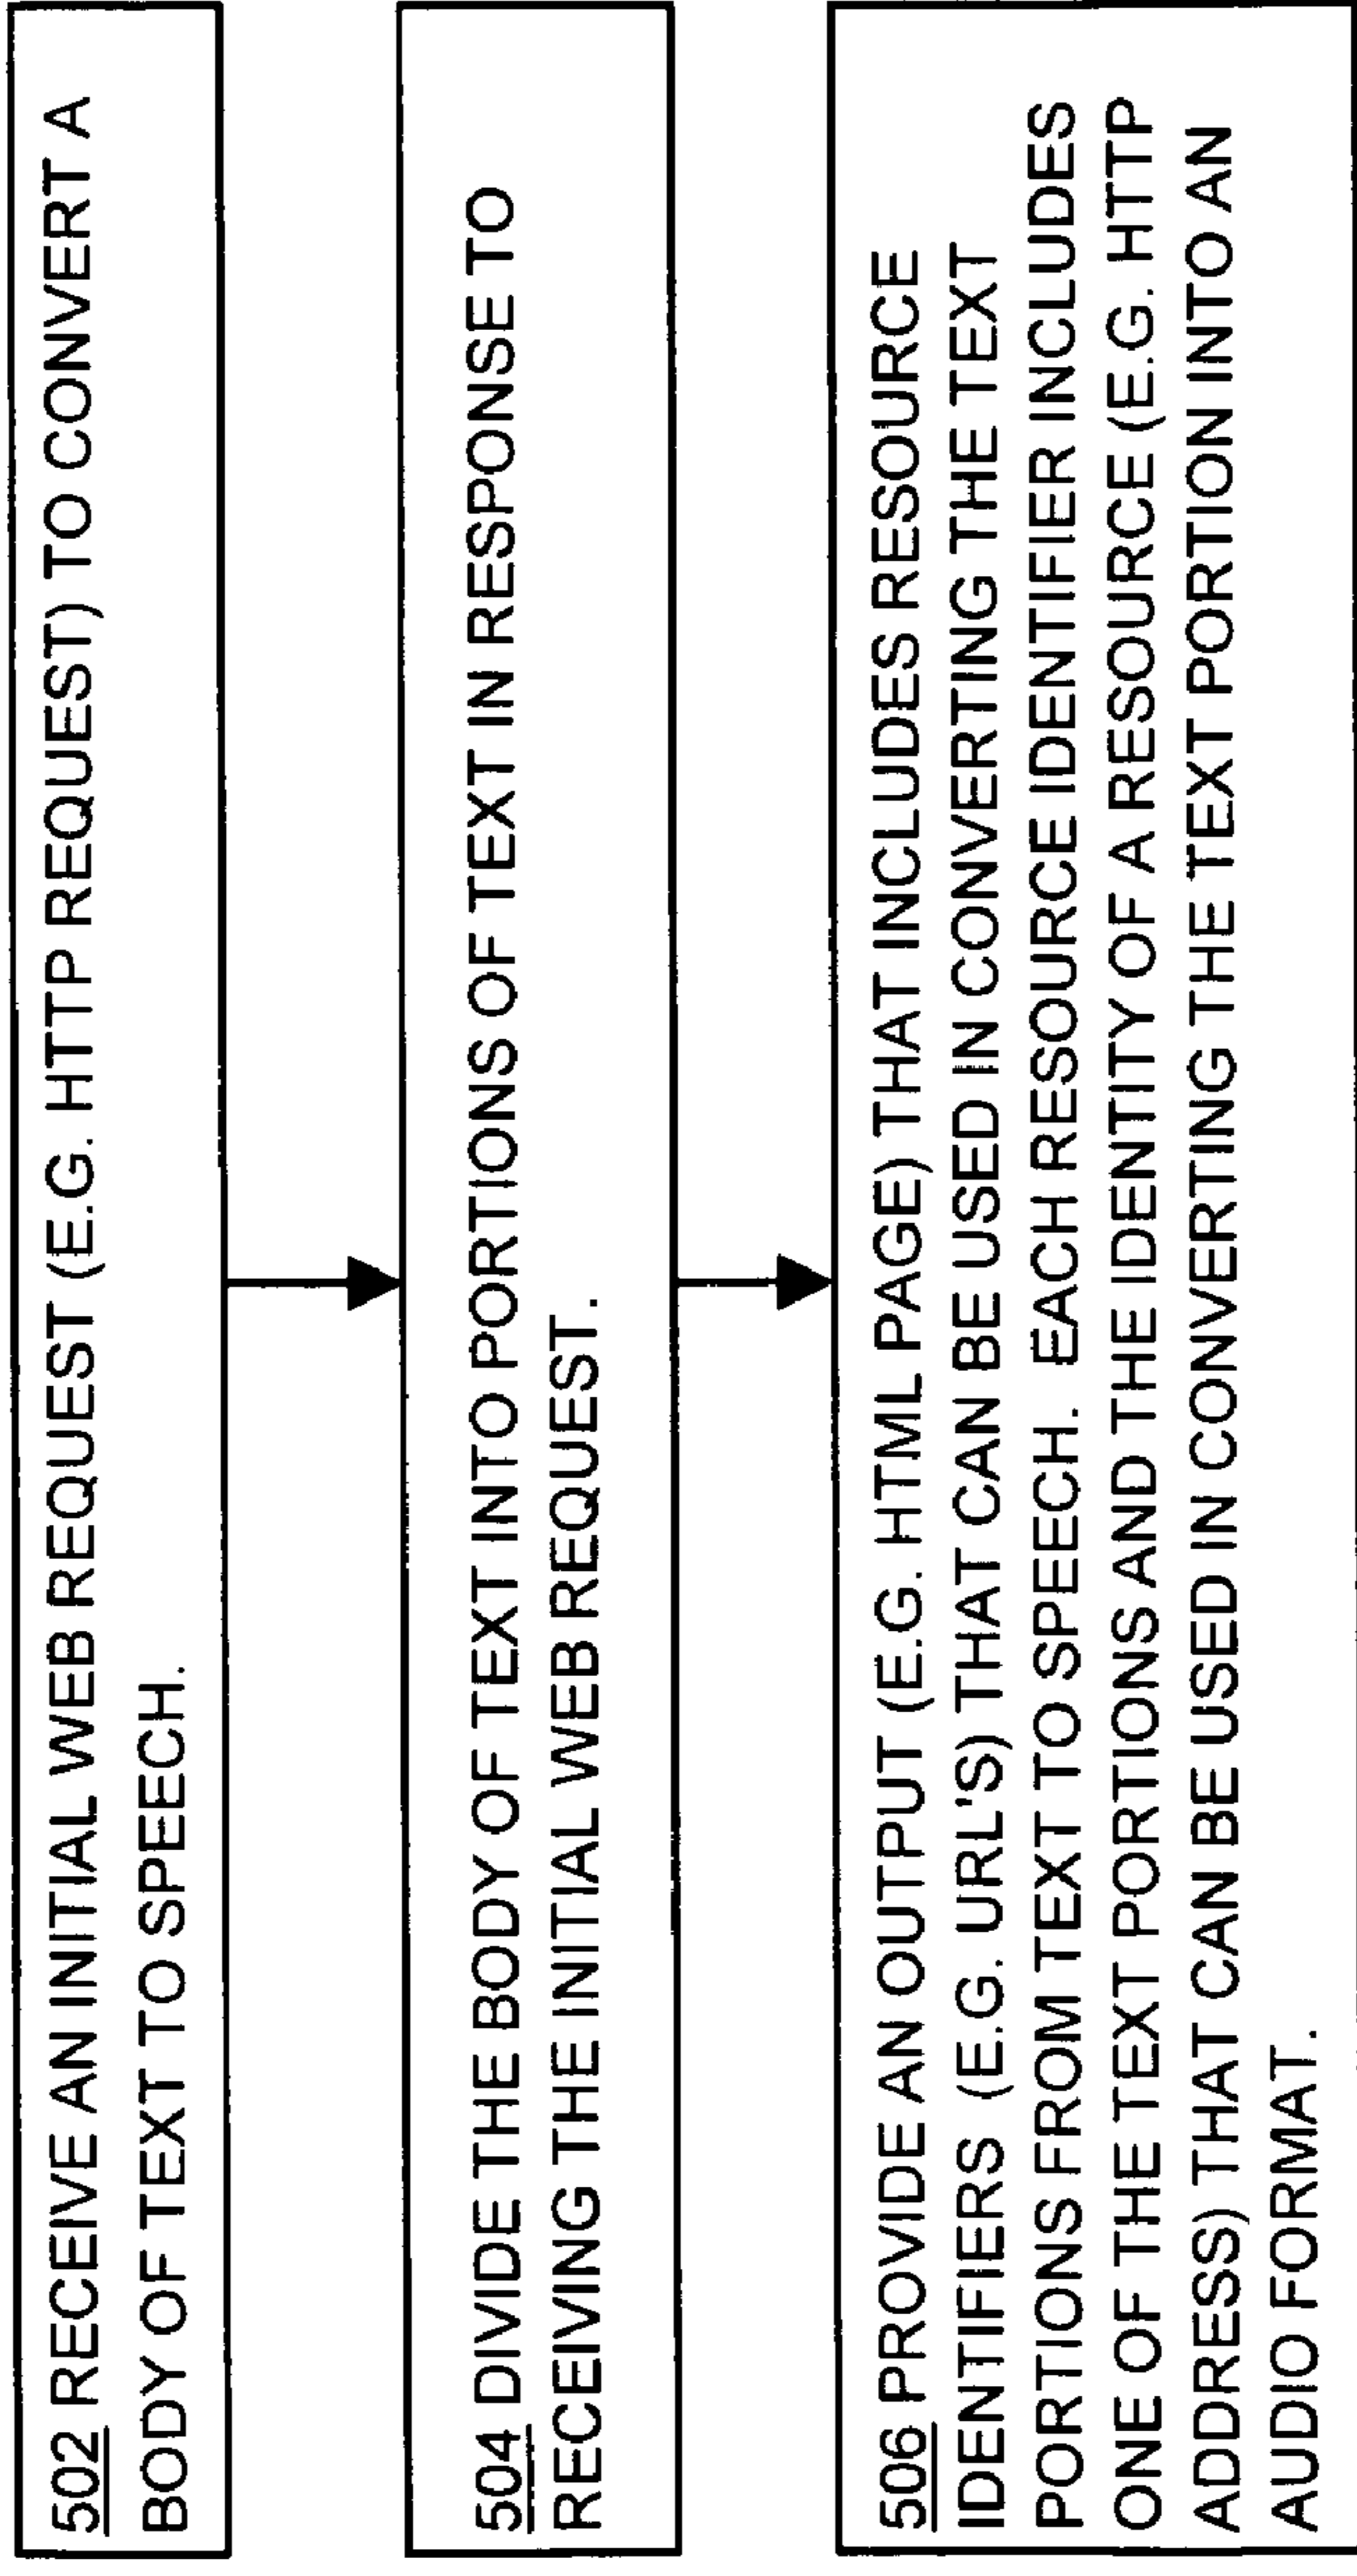 502 RECEIVE AN INITIAL WEB REQUEST (E.G. HTTP REQUEST) TO CONVERT A
BODY OF TEXT TO SPEECH.
504 DIVIDE THE BODY OF TEXT INTO PORTIONS OF TEXT IN RESPONSE TO
RECEIVING THE INITIAL WEB REQUEST.
506 PROVIDE AN OUTPUT (E.G. HTML PAGE) THAT INCLUDES RESOURCE
IDENTIFIERS (E.G. URL'S) THAT CAN BE USED IN CONVERTING THE TEXT
PORTIONS FROM TEXT TO SPEECH. EACH RESOURCE IDENTIFIER INCLUDES
ONE OF THE TEXT PORTIONS AND THE IDENTITY OF A RESOURCE (E.G. HTTP
ADDRESS) THAT CAN BE USED IN CONVERTING THE TEXT PORTION INTO AN
AUDIO FORMAT.